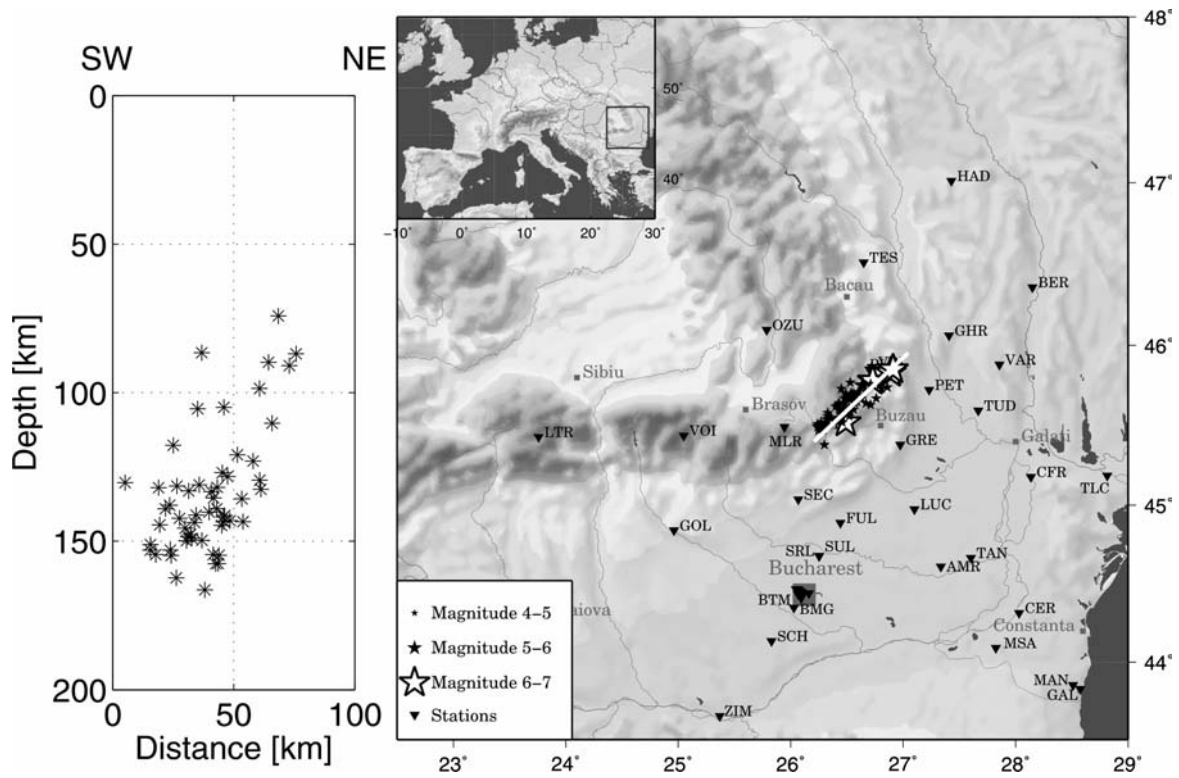 SW
NE
0
50
100
150
200
Depth [km]
0
50
100
Distance [km]
50˚
40˚
−10˚
0˚
10˚
20˚
30˚
48˚
47˚
46˚
45˚
44˚
23˚
24˚
25˚
26˚
27˚
28˚
29˚
HAD
TES
Bacau
BER
OZU
GHR
VAR
Sibiu
PET
TUD
Brasov
Buzau
LTR
VOI
MLR
GRE
Galati
CFR
TLC
SEC
LUC
GOL
FUL
SRL
SUL
TAN
Bucharest
AMR
BTM
BMG
CER
Constanta
SCH
MSA
MAN
GAL
ZIM
Magnitude 4−5
Magnitude 5−6
Magnitude 6−7
Stations